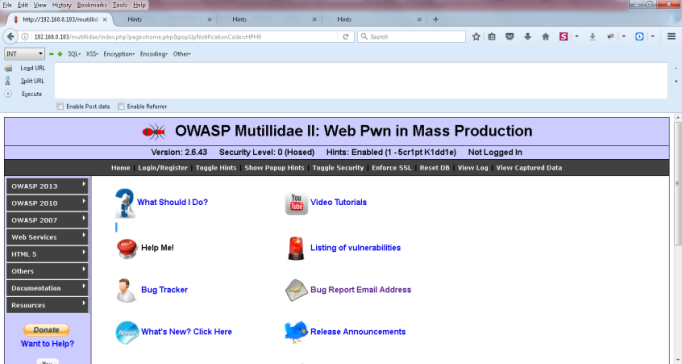 File Edit View History Bookmarks Tools Help
http://192.168.0.103/mutillid... × Hints × Hints × Hints × +
192.168.0.103/mutillidae/index.php?page=home.php&popUpNotificationCode=HPH0 Search
INT SQL- XSS- Encryption- Encoding- Other-
Load URL
Split URL
Execute
Enable Post data Enable Referrer
OWASP Mutillidae II: Web Pwn in Mass Production
Version: 2.6.43 Security Level: 0 (Hosed) Hints: Enabled (1 - 5cr1pt K1dd1e) Not Logged In
Home | Login/Register | Toggle Hints | Show Popup Hints | Toggle Security | Enforce SSL | Reset DB | View Log | View Captured Data
OWASP 2013
OWASP 2010
OWASP 2007
Web Services
HTML 5
Others
Documentation
Resources
Donate
Want to Help?
You
What Should I Do?
You Tube Video Tutorials
Help Me!
Listing of vulnerabilities
Bug Tracker
Bug Report Email Address
What's New? Click Here
Release Announcements